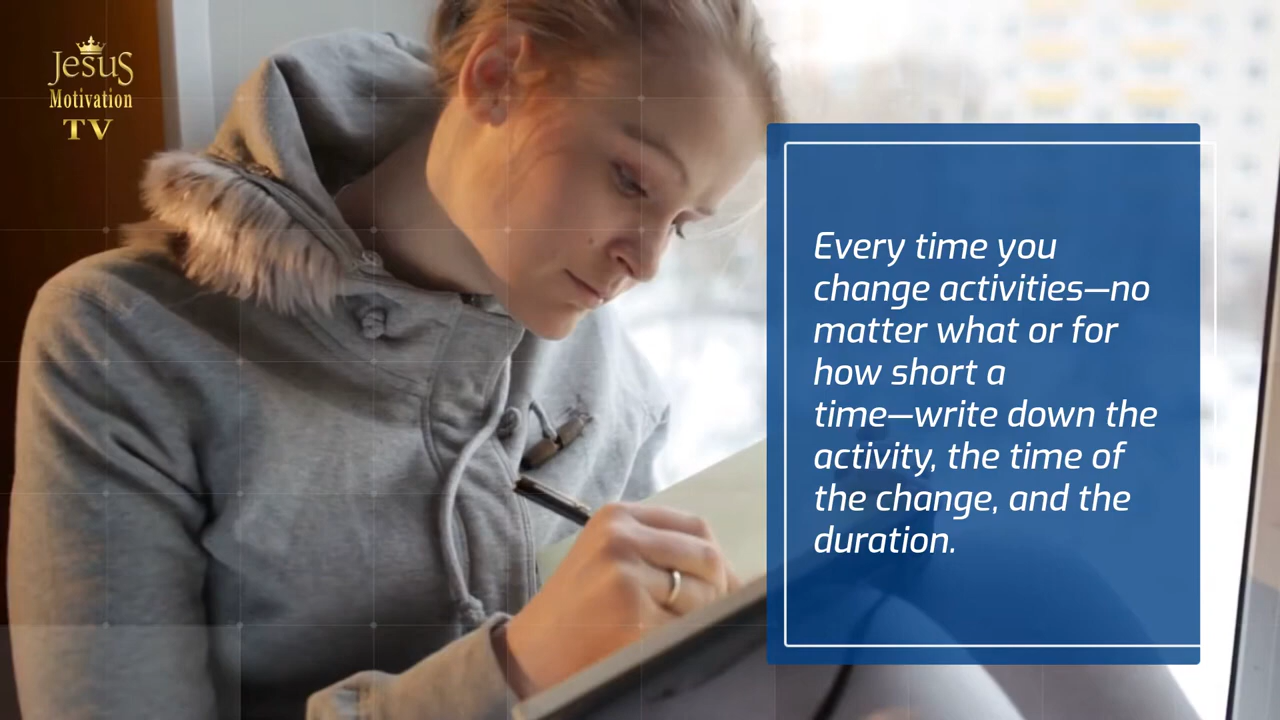 Jesus
Motivation
TV
Every time you
change activities—no
matter what or for
how short a
time—write down the
activity, the time of
the change, and the
duration.